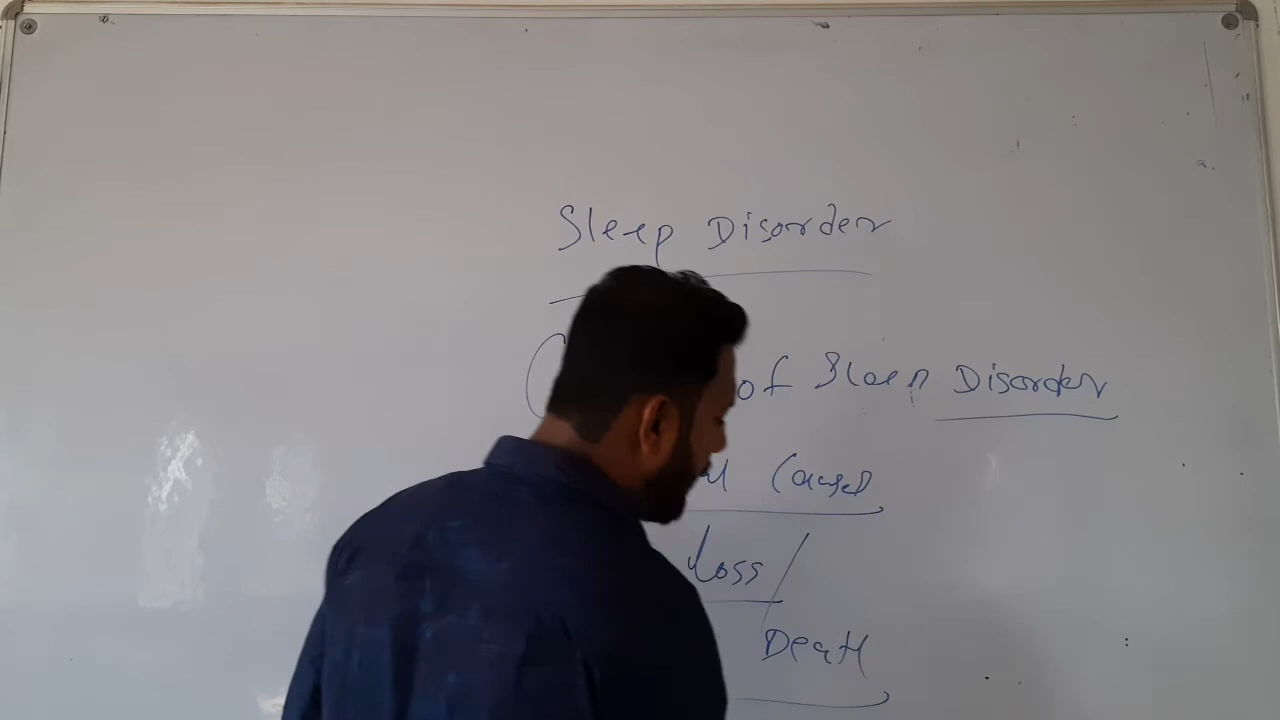 Sleep Disorder
of Sleep Disorder
Causes
Loss /
Death